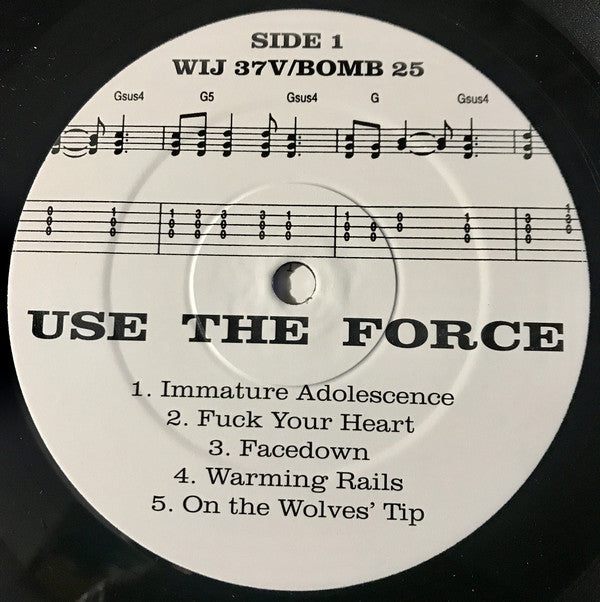 SIDE 1
WIJ 37V/BOMB 25
Gsus4 G5 Gsus4 G Gsus4
USE THE FORCE
1. Immature Adolescence
2. Fuck Your Heart
3. Facedown
4. Warming Rails
5. On the Wolves' Tip